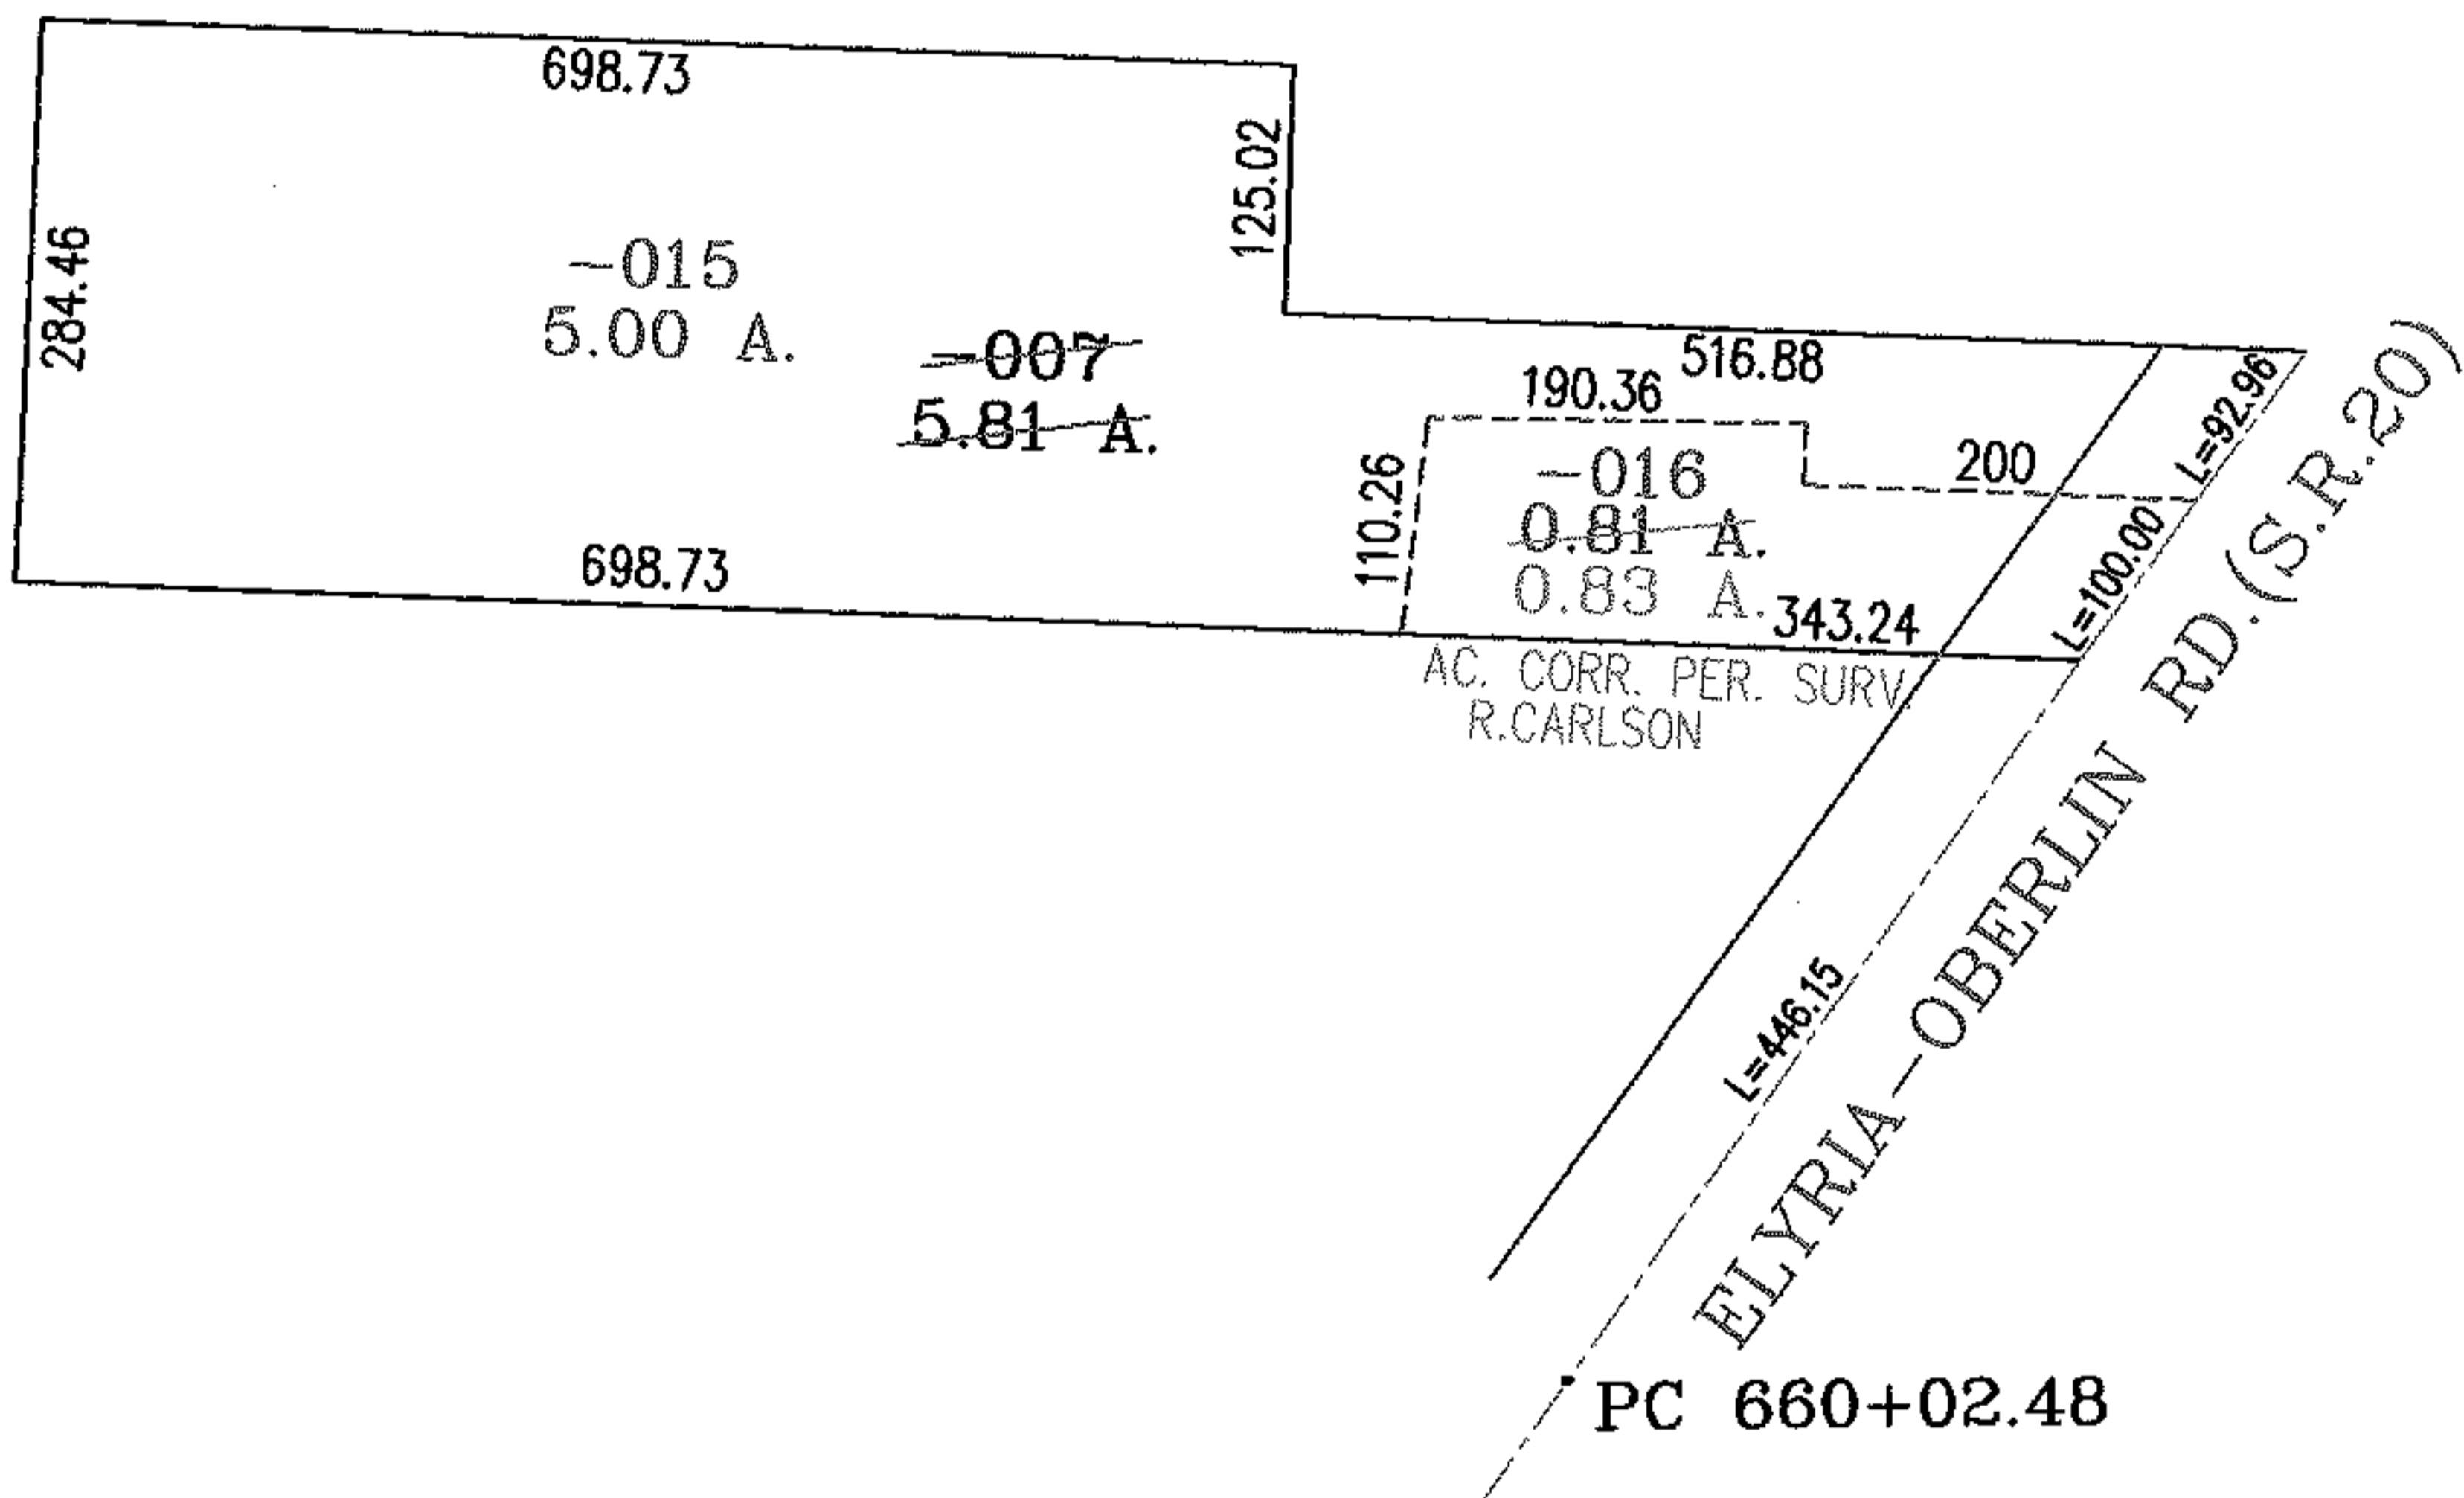 698.73
125.02
284.46
-015
5.00 A.
-007
5.81 A.
516.88
190.36
L=92.96
200
110.26
-016
0.81 A.
0.83 A.
L=100.00
698.73
343.24
AC. CORR. PER. SURV.
R.CARLSON
L=446.15
ELYRIA-OBERLIN RD.(S.R.20)
PC 660+02.48